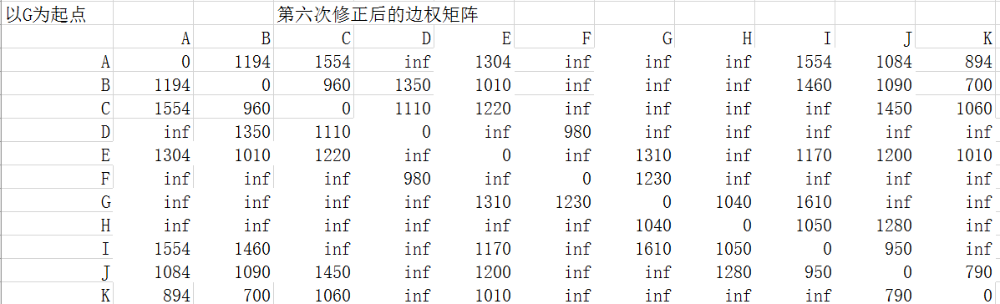 以G为起点 第六次修正后的边权矩阵
A B C D E F G H I J K
A 0 1194 1554 inf 1304 inf inf inf 1554 1084 894
B 1194 0 960 1350 1010 inf inf inf 1460 1090 700
C 1554 960 0 1110 1220 inf inf inf inf 1450 1060
D inf 1350 1110 0 inf 980 inf inf inf inf inf
E 1304 1010 1220 inf 0 inf 1310 inf 1170 1200 1010
F inf inf inf 980 inf 0 1230 inf inf inf inf
G inf inf inf inf 1310 1230 0 1040 1610 inf inf
H inf inf inf inf inf inf 1040 0 1050 1280 inf
I 1554 1460 inf inf 1170 inf 1610 1050 0 950 inf
J 1084 1090 1450 inf 1200 inf inf 1280 950 0 790
K 894 700 1060 inf 1010 inf inf inf inf 790 0